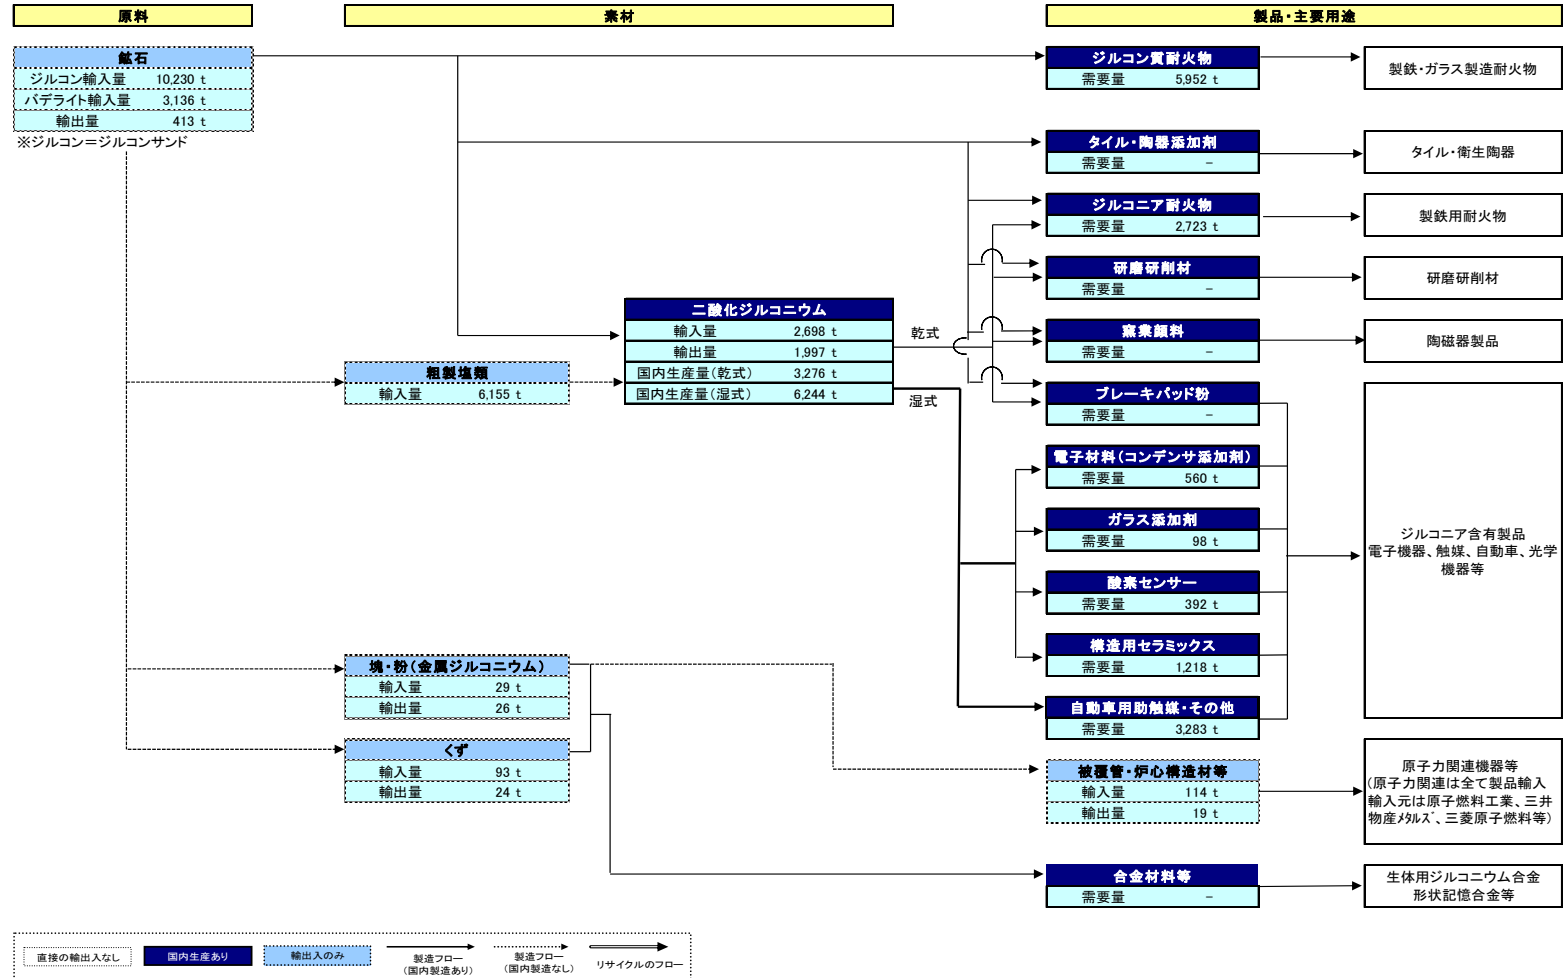 原料
素材
製品・主要用途
鉱石
ジルコン輸入量 10,230 t
バデライト輸入量 3,136 t
輸出量 413 t
※ジルコン＝ジルコンサンド
粗製塩類
輸入量 6,155 t
二酸化ジルコニウム
輸入量 2,698 t
輸出量 1,997 t
国内生産量(乾式) 3,276 t
国内生産量(湿式) 6,244 t
乾式
湿式
塊・粉(金属ジルコニウム)
輸入量 29 t
輸出量 26 t
くず
輸入量 93 t
輸出量 24 t
ジルコン質耐火物
需要量 5,952 t
製鉄・ガラス製造耐火物
タイル・陶器添加剤
需要量 －
タイル・衛生陶器
ジルコニア耐火物
需要量 2,723 t
製鉄用耐火物
研磨研削材
需要量 －
研磨研削材
窯業顔料
需要量 －
陶磁器製品
ブレーキパッド粉
需要量 －
電子材料(コンデンサ添加剤)
需要量 560 t
ガラス添加剤
需要量 98 t
酸素センサー
需要量 392 t
構造用セラミックス
需要量 1,218 t
自動車用助触媒・その他
需要量 3,283 t
ジルコニア含有製品
電子機器、触媒、自動車、光学
機器等
被覆管・炉心構造材等
輸入量 114 t
輸出量 19 t
原子力関連機器等
(原子力関連は全て製品輸入
輸入元は原子燃料工業、三井
物産ﾒﾀﾙｽﾞ、三菱原子燃料等)
合金材料等
需要量 －
生体用ジルコニウム合金
形状記憶合金等
直接の輸出入なし
国内生産あり
輸出入のみ
製造フロー
(国内製造あり)
製造フロー
(国内製造なし)
リサイクルのフロー